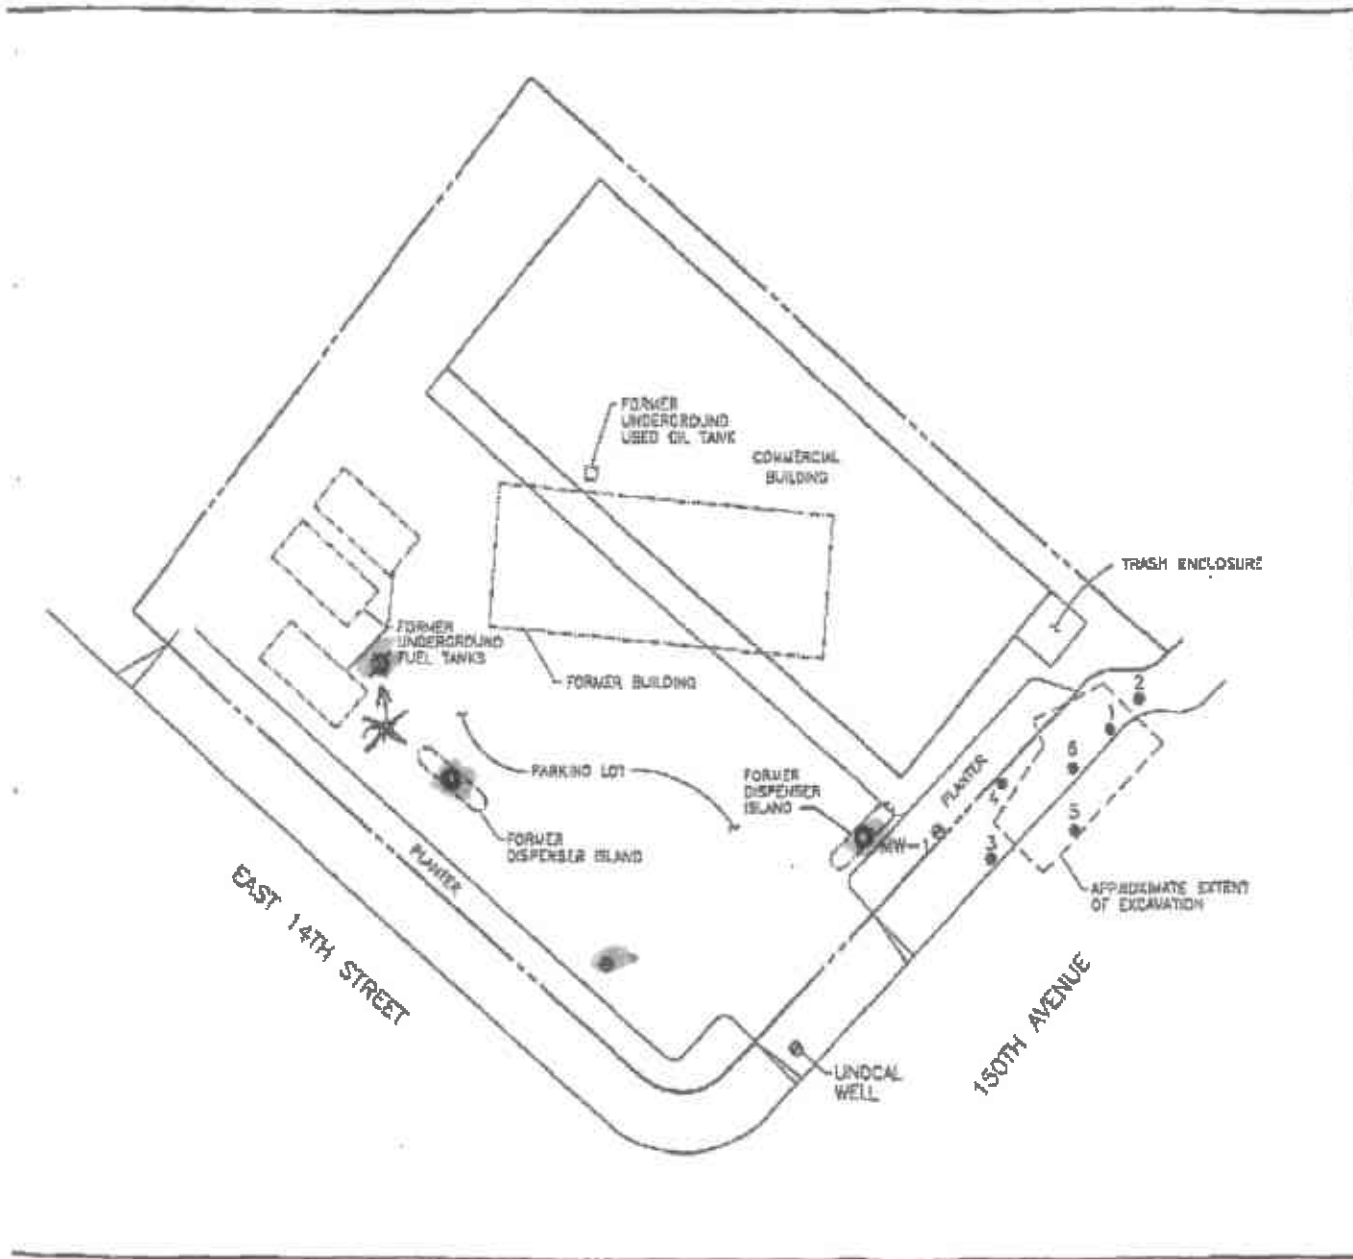 FORMER
UNDERGROUND
USED OIL TANK
COMMERCIAL
BUILDING
TRASH ENCLOSURE
FORMER
UNDERGROUND
FUEL TANKS
FORMER BUILDING
2
1
6
PARKING LOT
FORMER
DISPENSER
ISLAND
PLANTER
4
5
MW-1
3
FORMER
DISPENSER ISLAND
PLANTER
APPROXIMATE EXTENT
OF EXCAVATION
EAST 14TH STREET
150TH AVENUE
UNOCAL
WELL